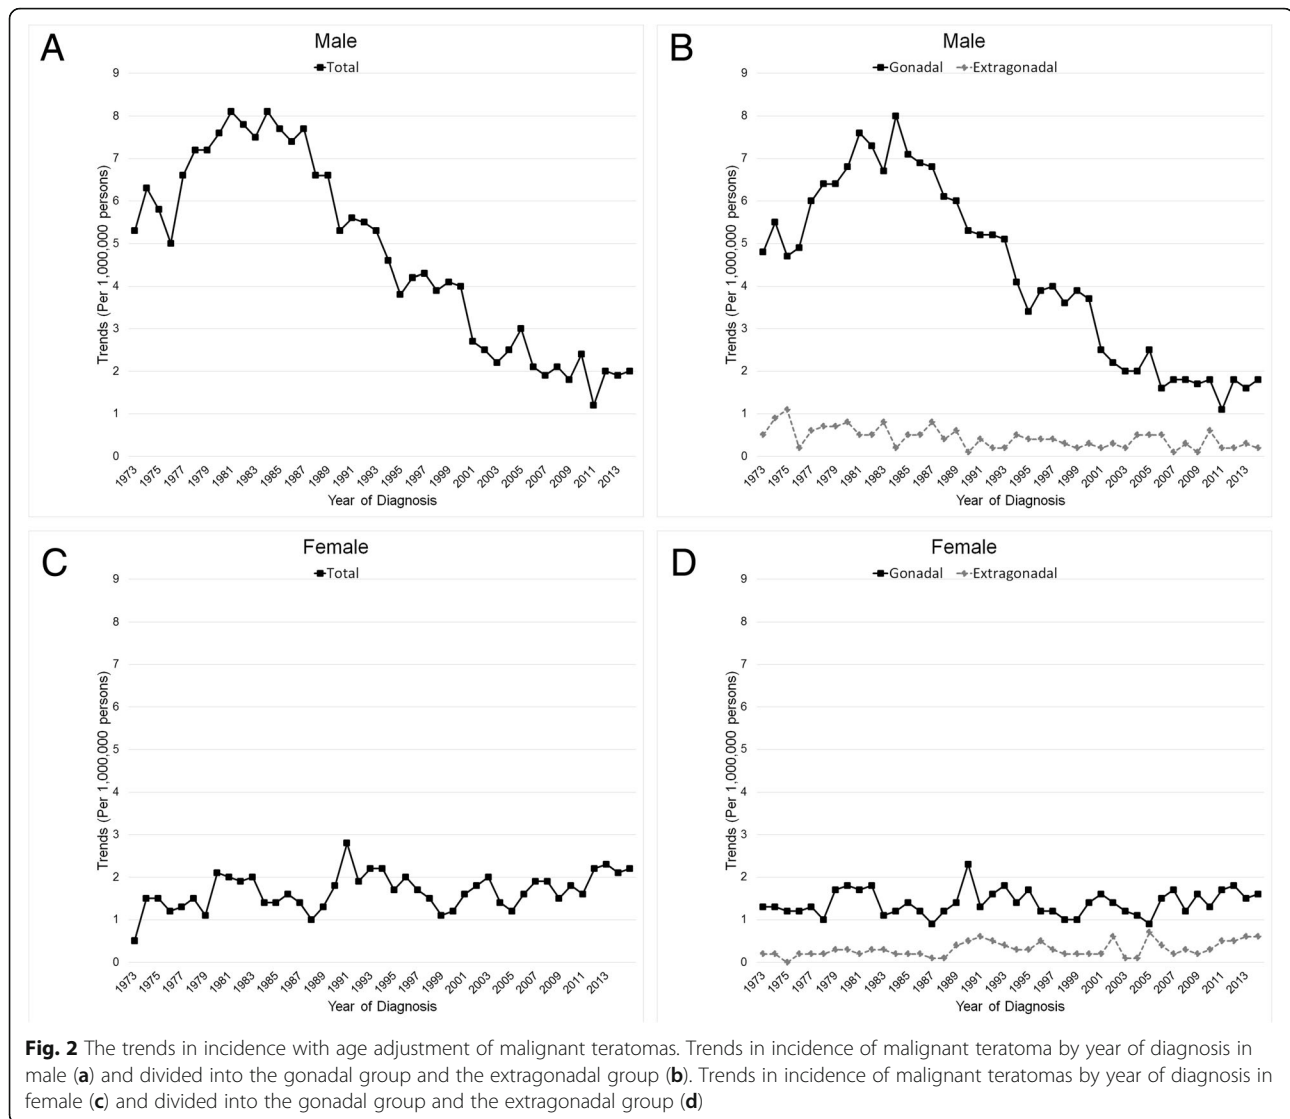 A
Male
Total
Trends (Per 1,000,000 persons)
9
8
7
6
5
4
3
2
1
0
1973 1975 1977 1979 1981 1983 1985 1987 1989 1991 1993 1995 1997 1999 2001 2003 2005 2007 2009 2011 2013
Year of Diagnosis
B
Male
Gonadal Extragonadal
Trends (Per 1,000,000 persons)
9
8
7
6
5
4
3
2
1
0
1973 1975 1977 1979 1981 1983 1985 1987 1989 1991 1993 1995 1997 1999 2001 2003 2005 2007 2009 2011 2013
Year of Diagnosis
C
Female
Total
Trends (Per 1,000,000 persons)
9
8
7
6
5
4
3
2
1
0
1973 1975 1977 1979 1981 1983 1985 1987 1989 1991 1993 1995 1997 1999 2001 2003 2005 2007 2009 2011 2013
Year of Diagnosis
D
Female
Gonadal Extragonadal
Trends (Per 1,000,000 persons)
9
8
7
6
5
4
3
2
1
0
1973 1975 1977 1979 1981 1983 1985 1987 1989 1991 1993 1995 1997 1999 2001 2003 2005 2007 2009 2011 2013
Year of Diagnosis
Fig. 2 The trends in incidence with age adjustment of malignant teratomas. Trends in incidence of malignant teratoma by year of diagnosis in
male (a) and divided into the gonadal group and the extragonadal group (b). Trends in incidence of malignant teratomas by year of diagnosis in
female (c) and divided into the gonadal group and the extragonadal group (d)